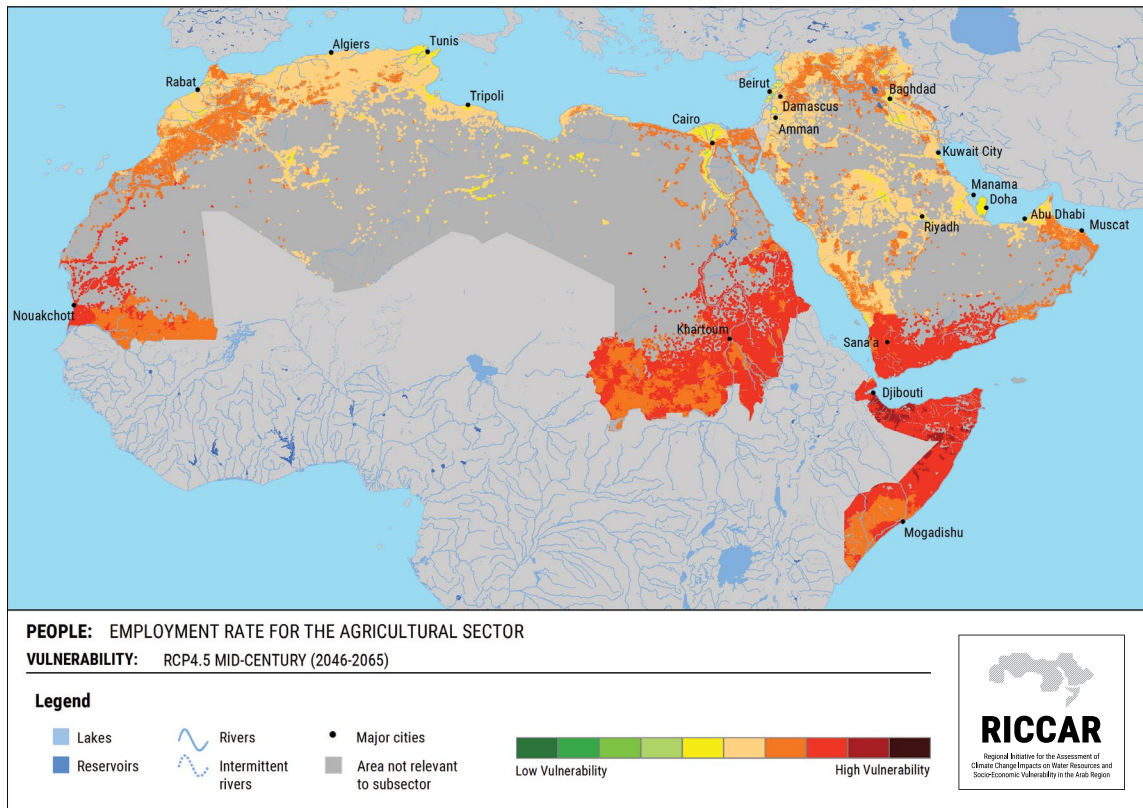 Algiers
Tunis
Rabat
Tripoli
Beirut
Damascus
Baghdad
Cairo
Amman
Kuwait City
Manama
Doha
Abu Dhabi
Riyadh
Muscat
Nouakchott
Khartoum
Sana'a
Djibouti
Mogadishu
PEOPLE: EMPLOYMENT RATE FOR THE AGRICULTURAL SECTOR
VULNERABILITY: RCP4.5 MID-CENTURY (2046-2065)
Legend
Lakes
Rivers
Major cities
Reservoirs
Intermittent
rivers
Area not relevant
to subsector
Low Vulnerability
High Vulnerability
RICCAR
Regional Initiative for the Assessment of
Climate Change Impacts on Water Resources and
Socio-Economic Vulnerability in the Arab Region